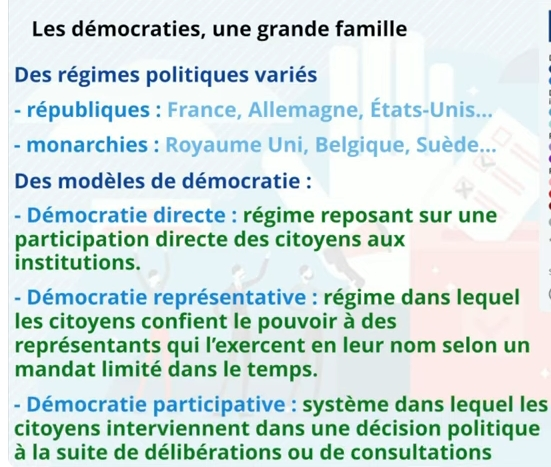 Les démocraties, une grande famille
Des régimes politiques variés
- républiques : France, Allemagne, États-Unis...
- monarchies : Royaume Uni, Belgique, Suède...
Des modèles de démocratie :
- Démocratie directe : régime reposant sur une
participation directe des citoyens aux
institutions.
- Démocratie représentative : régime dans lequel
les citoyens confient le pouvoir à des
représentants qui l’exercent en leur nom selon un
mandat limité dans le temps.
- Démocratie participative : système dans lequel les
citoyens interviennent dans une décision politique
à la suite de délibérations ou de consultations